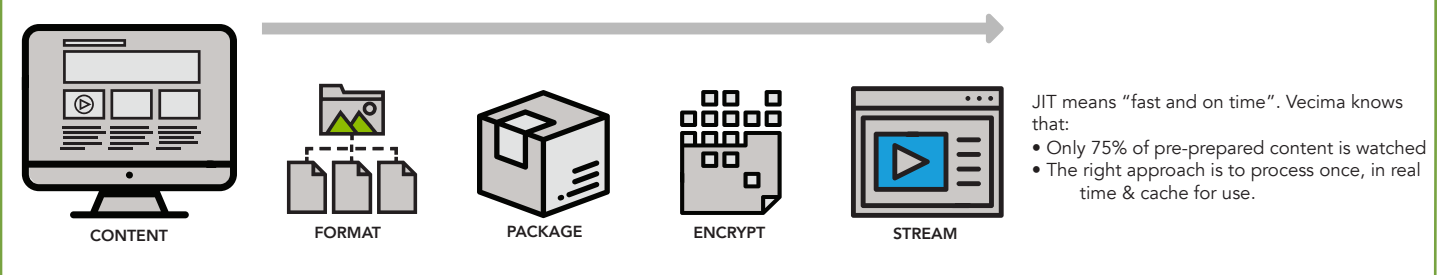 CONTENT
FORMAT
PACKAGE
ENCRYPT
STREAM
JIT means “fast and on time”. Vecima knows
that:
• Only 75% of pre-prepared content is watched
• The right approach is to process once, in real
time & cache for use.